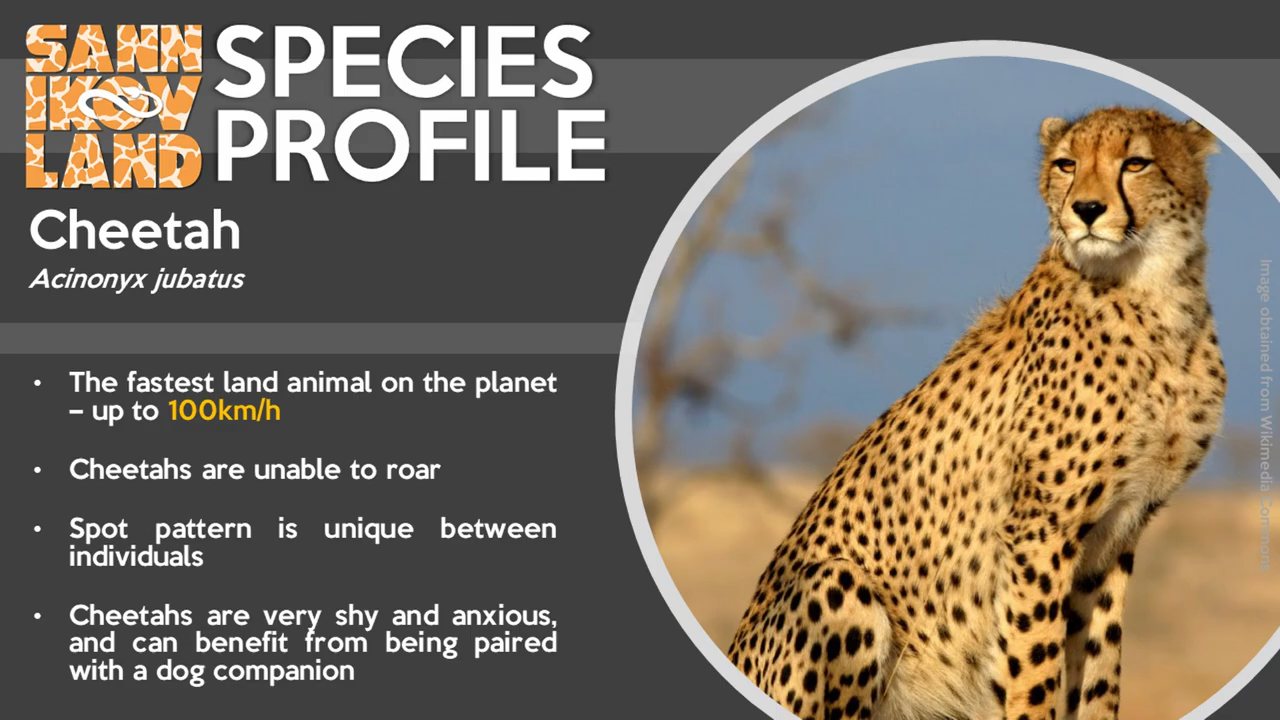 SANN
IKOV
LAND
SPECIES
PROFILE
Cheetah
Acinonyx jubatus
• The fastest land animal on the planet
– up to 100km/h
• Cheetahs are unable to roar
• Spot pattern is unique between
individuals
• Cheetahs are very shy and anxious,
and can benefit from being paired
with a dog companion
Image obtained from Wikimedia Commons